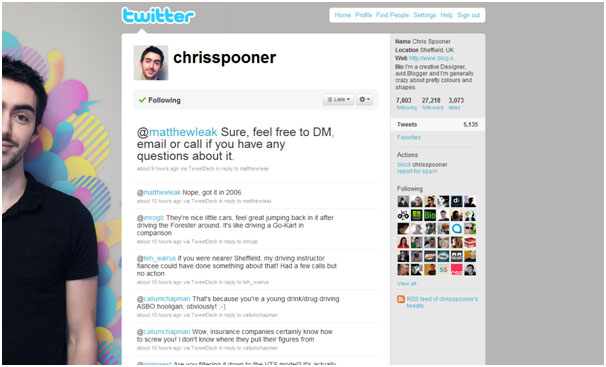 twitter
Home Profile Find People Settings Help Sign out
chrisspooner
Following
Lists
@matthewleak Sure, feel free to DM,
email or call if you have any
questions about it.
about 9 hours ago via TweetDeck in reply to matthewleak
@matthewleak Nope, got it in 2006.
about 10 hours ago via TweetDeck in reply to matthewleak
@imrogb They're nice little cars, feel great jumping back in it after
driving the Forester around. It's like driving a Go-Kart in
comparison
about 10 hours ago via TweetDeck in reply to imrogb
@teh_walrus If you were nearer Sheffield, my driving instructor
fiancee could have done something about that! Had a few calls but
no action
about 10 hours ago via TweetDeck in reply to teh_walrus
@callumchapman That's because you're a young drink/drug driving
ASBO hooligan, obviously! ;-)
about 10 hours ago via TweetDeck in reply to callumchapman
@callumchapman Wow, insurance companies certainly know how
to screw you! I don't know where they pull their figures from
about 10 hours ago via TweetDeck in reply to callumchapman
Are you filtering it down to the VTS model? It's actually
Name Chris Spooner
Location Sheffield, UK
Web http://www.blog.s...
Bio I'm a creative Designer,
avid Blogger and I'm generally
crazy about pretty colours and
shapes.
7,803 27,218 3,073
following followers listed
Tweets 5,135
Favorites
Actions
block chrisspooner
report for spam
Following
View all...
RSS feed of chrisspooner's
tweets